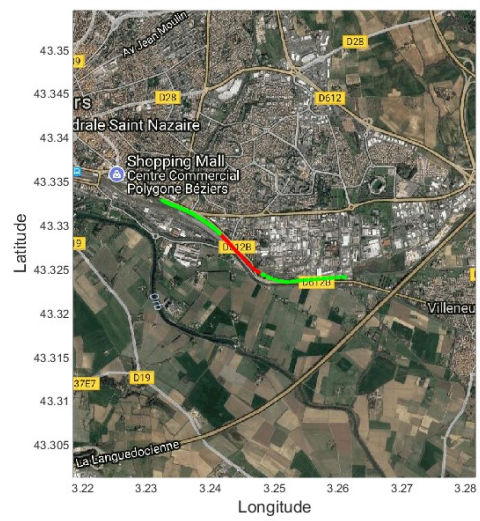 43.35
43.345
43.34
43.335
43.33
43.325
43.32
43.315
43.31
43.305
Latitude
Av Jean Moulin
D28
19
D28
D612
rs
drale Saint Nazaire
Shopping Mall
Centre Commercial
Polygone Béziers
19
D612B
D612B
Orb
Villeneu
37E7
D19
La Languedocienne
3.22
3.23
3.24
3.25
3.26
3.27
3.28
Longitude